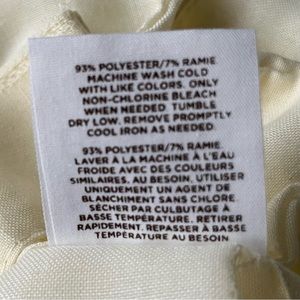 93% POLYESTER/7% RAMIE
MACHINE WASH COLD
WITH LIKE COLORS. ONLY
NON-CHLORINE BLEACH
WHEN NEEDED TUMBLE
DRY LOW. REMOVE PROMPTLY
COOL IRON AS NEEDED.
93% POLYESTER/7% RAMIE.
LAVER À LA MACHINE À L'EAU
FROIDE AVEC DES COULEURS
SIMILAIRES, AU BESOIN, UTILISER
UNIQUEMENT UN AGENT DE
BLANCHIMENT SANS CHLORE.
SÉCHER PAR CULBUTAGE À
BASSE TEMPÉRATURE. RETIRER
RAPIDEMENT. REPASSER À BASSE
TEMPÉRATURE AU BESOIN